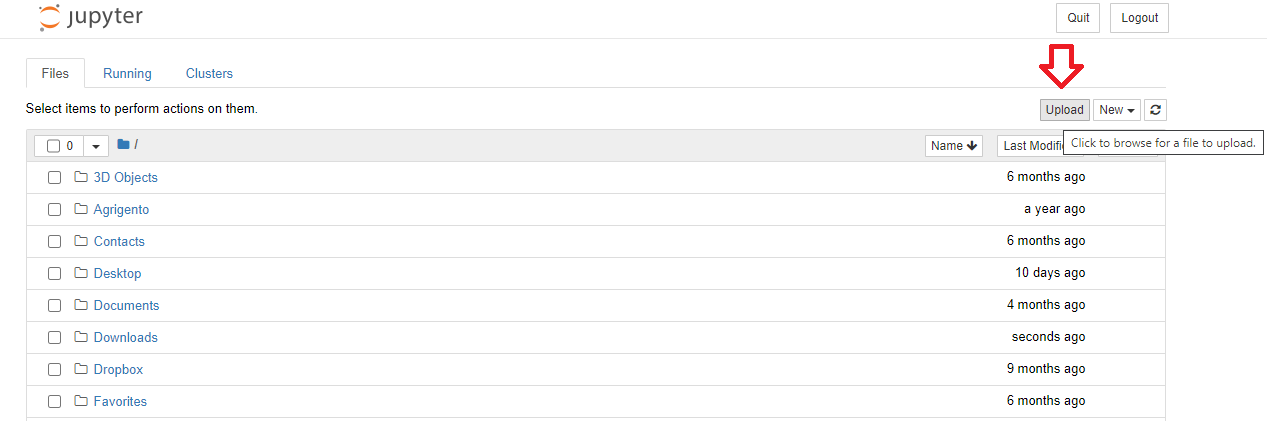 jupyter Quit Logout
Files Running Clusters
Select items to perform actions on them. Upload New
0 / Name Last Modifi Click to browse for a file to upload.
3D Objects 6 months ago
Agrigento a year ago
Contacts 6 months ago
Desktop 10 days ago
Documents 4 months ago
Downloads seconds ago
Dropbox 9 months ago
Favorites 6 months ago